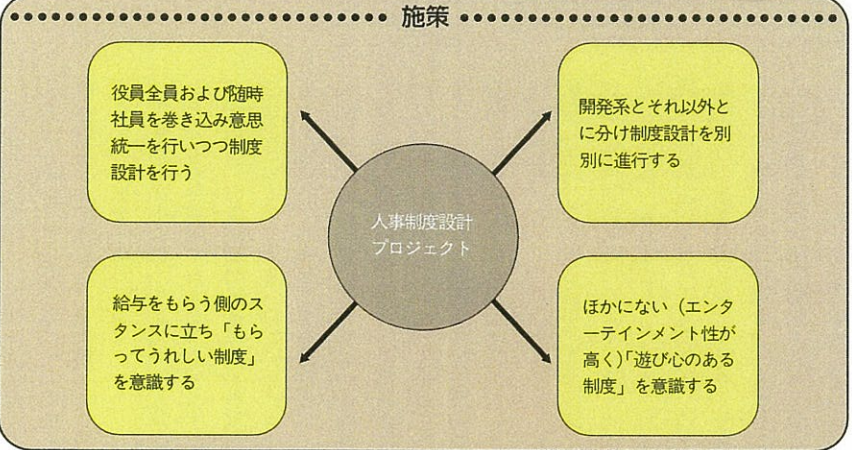 施策
役員全員および随時
社員を巻き込み意思
統一を行いつつ制度
設計を行う
開発系とそれ以外と
に分け制度設計を別
別に進行する
人事制度設計
プロジェクト
給与をもらう側のス
タンスに立ち「もら
ってうれしい制度」
を意識する
ほかにない（エンタ
ーテインメント性が
高く）「遊び心のある
制度」を意識する